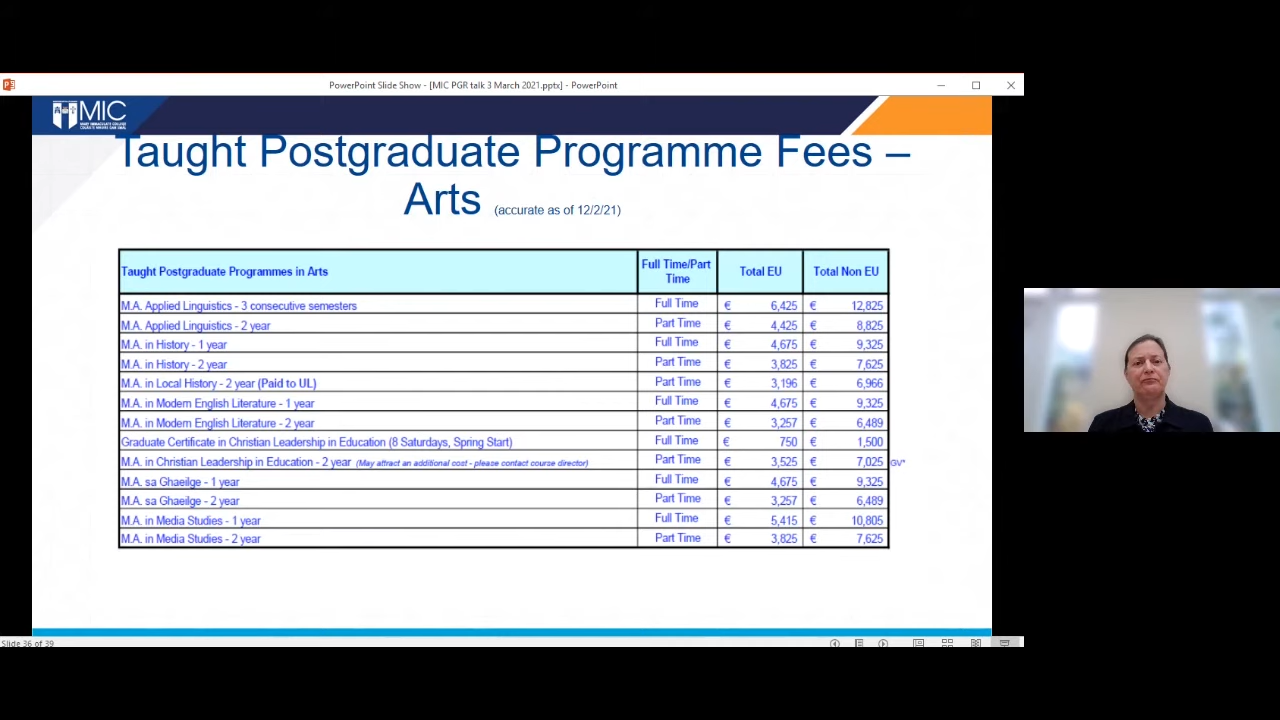 PowerPoint Slide Show - [MIC PGR talk 3 March 2021.pptx] - PowerPoint
MIC
Taught Postgraduate Programme Fees –
Arts (accurate as of 12/2/21)
Taught Postgraduate Programmes in Arts Full Time/Part Time Total EU Total Non EU
M.A. Applied Linguistics - 3 consecutive semesters Full Time € 6,425 € 12,825
M.A. Applied Linguistics - 2 year Part Time € 4,425 € 8,825
M.A. in History - 1 year Full Time € 4,675 € 9,325
M.A. in History - 2 year Part Time € 3,825 € 7,625
M.A. in Local History - 2 year (Paid to UL) Part Time € 3,196 € 6,966
M.A. in Modern English Literature - 1 year Full Time € 4,675 € 9,325
M.A. in Modern English Literature - 2 year Part Time € 3,257 € 6,489
Graduate Certificate in Christian Leadership in Education (8 Saturdays, Spring Start) Full Time € 750 € 1,500
M.A. in Christian Leadership in Education - 2 year (May attract an additional cost - please contact course director) Part Time € 3,525 € 7,025 GV*
M.A. sa Ghaeilge - 1 year Full Time € 4,675 € 9,325
M.A. sa Ghaeilge - 2 year Part Time € 3,257 € 6,489
M.A. in Media Studies - 1 year Full Time € 5,415 € 10,805
M.A. in Media Studies - 2 year Part Time € 3,825 € 7,625
Slide 36 of 39